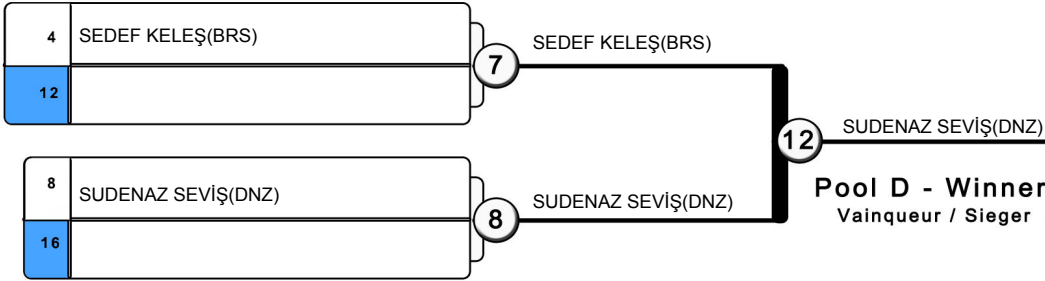 4 SEDEF KELEŞ(BRS)
12
7
SEDEF KELEŞ(BRS)
8 SUDENAZ SEVİŞ(DNZ)
16
8
SUDENAZ SEVİŞ(DNZ)
12
SUDENAZ SEVİŞ(DNZ)
Pool D - Winner
Vainqueur / Sieger